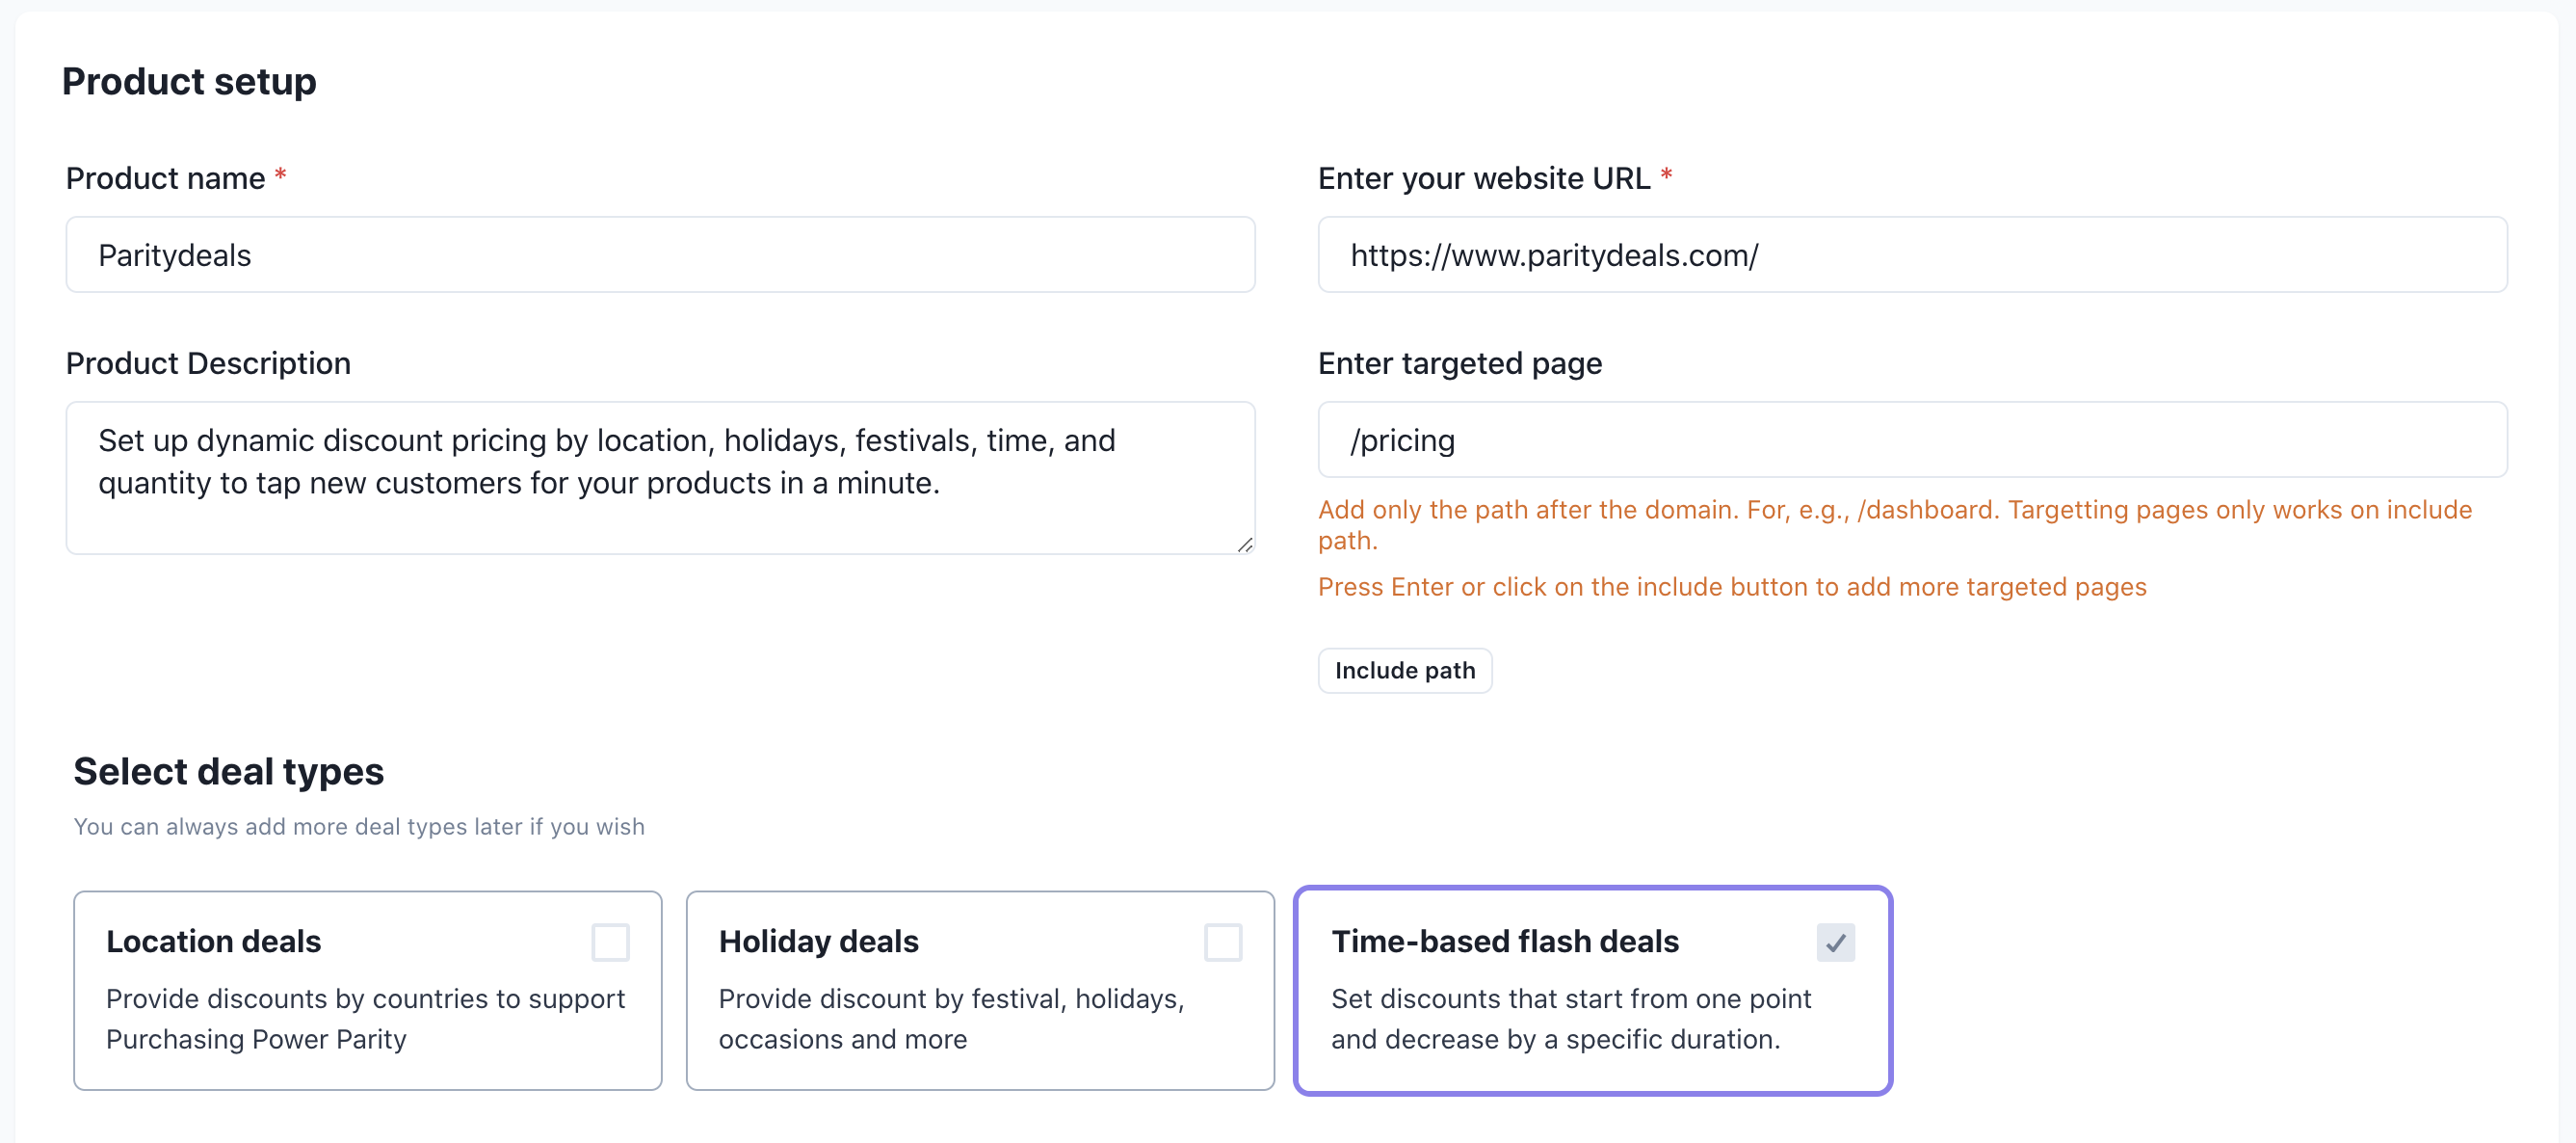 Product setup
Product name *
Paritydeals
Enter your website URL *
https://www.paritydeals.com/
Product Description
Set up dynamic discount pricing by location, holidays, festivals, time, and
quantity to tap new customers for your products in a minute.
Enter targeted page
/pricing
Add only the path after the domain. For, e.g., /dashboard. Targetting pages only works on include
path.
Press Enter or click on the include button to add more targeted pages
Include path
Select deal types
You can always add more deal types later if you wish
Location deals
Provide discounts by countries to support
Purchasing Power Parity
Holiday deals
Provide discount by festival, holidays,
occasions and more
Time-based flash deals
Set discounts that start from one point
and decrease by a specific duration.